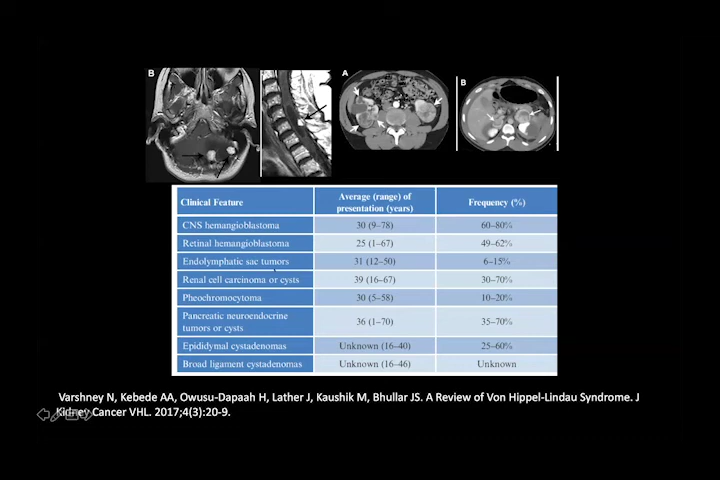 B
A
B
Clinical Feature
Average (range) of
presentation (years)
Frequency (%)
CNS hemangioblastoma
30 (9–78)
60–80%
Retinal hemangioblastoma
25 (1–67)
49–62%
Endolymphatic sac tumors
31 (12–50)
6–15%
Renal cell carcinoma or cysts
39 (16–67)
30–70%
Pheochromocytoma
30 (5–58)
10–20%
Pancreatic neuroendocrine
tumors or cysts
36 (1–70)
35–70%
Epididymal cystadenomas
Unknown (16–40)
25–60%
Broad ligament cystadenomas
Unknown (16–46)
Unknown
Varshney N, Kebede AA, Owusu-Dapaah H, Lather J, Kaushik M, Bhullar JS. A Review of Von Hippel-Lindau Syndrome. J
Kidney Cancer VHL. 2017;4(3):20-9.